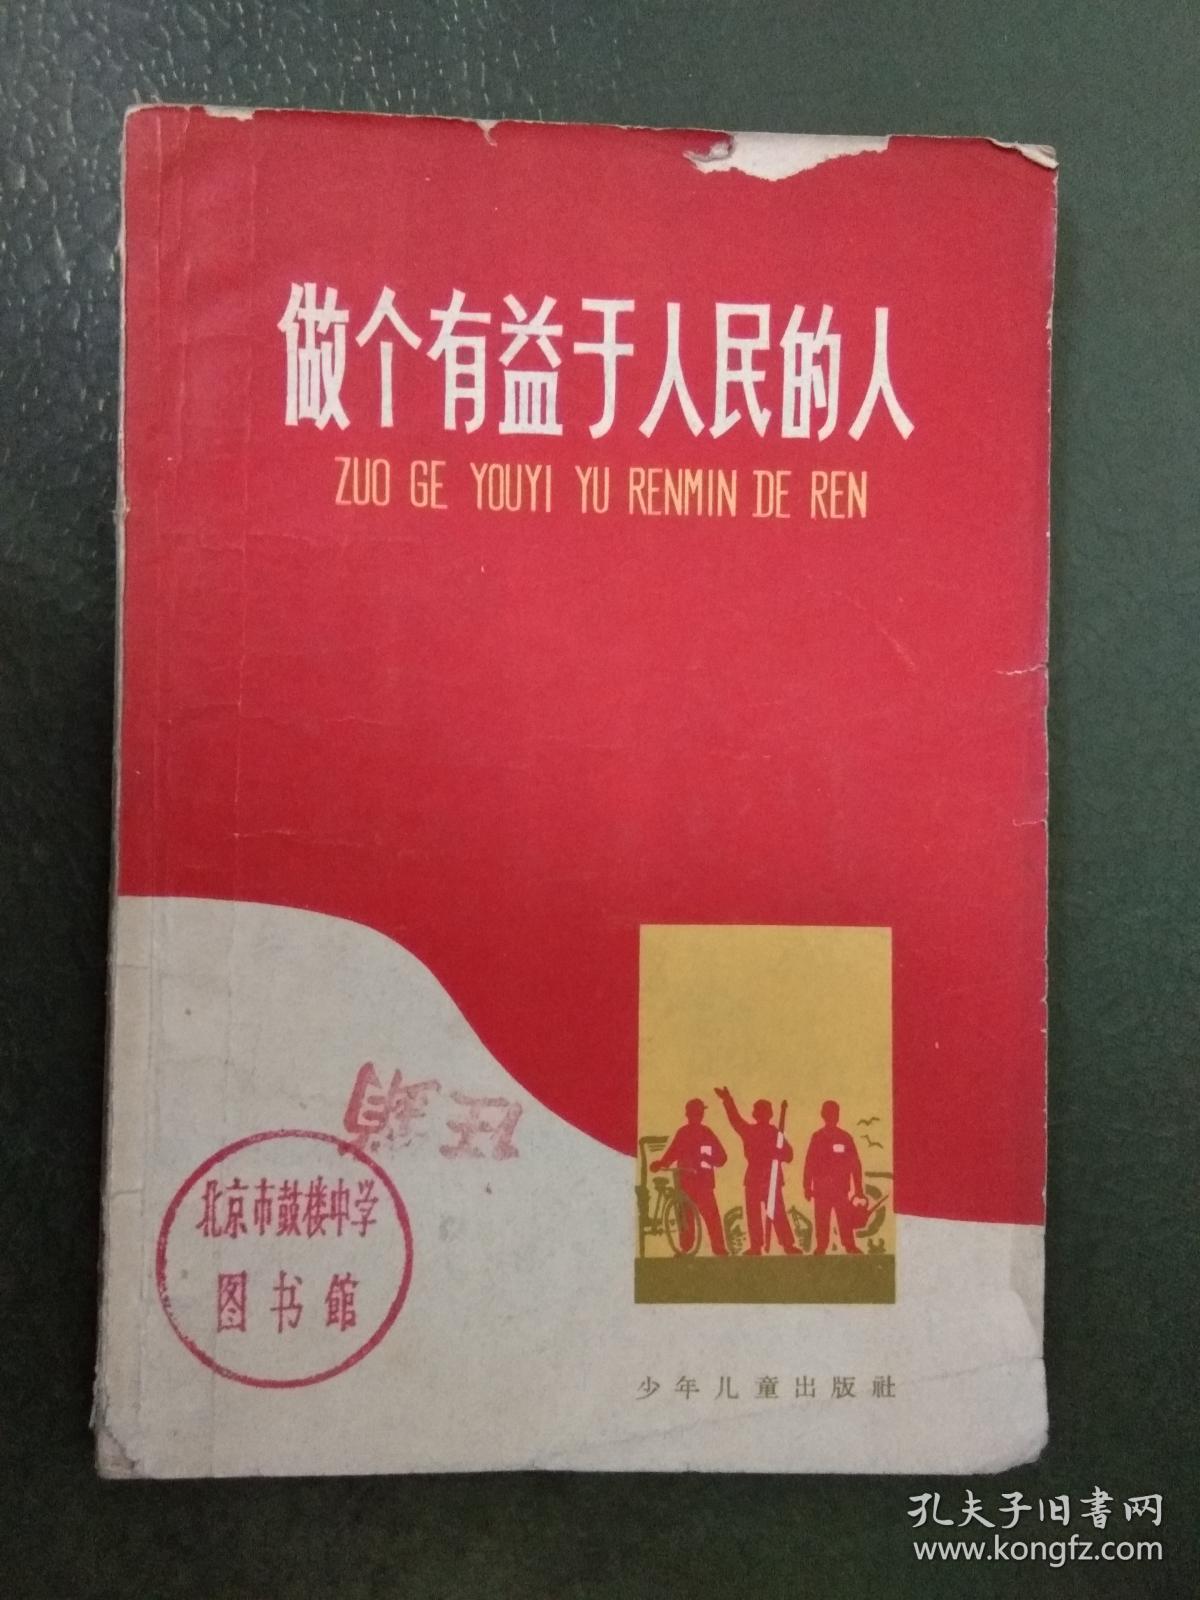 做个有益于人民的人
ZUO GE YOUYI YU RENMIN DE REN
北京市鼓楼中学
图书館
少年儿童出版社
孔夫子旧書网
www.kongfz.com